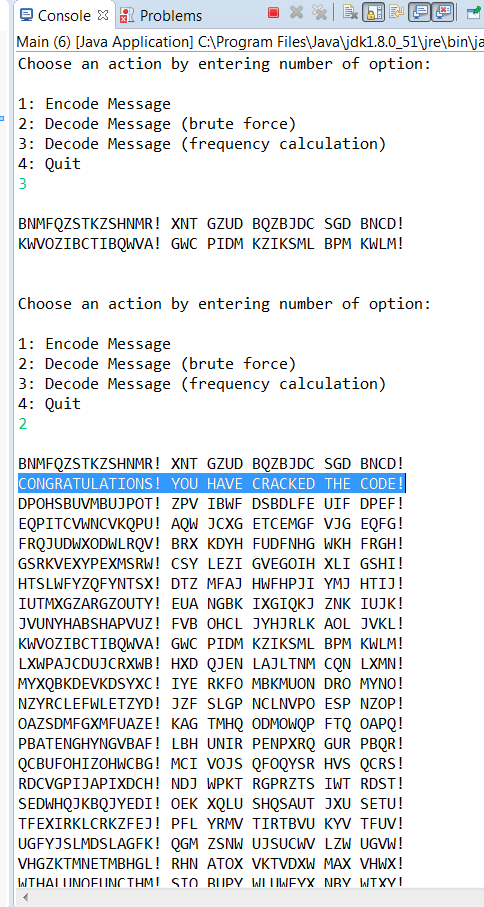 Console Problems
Main (6) [Java Application] C:\Program Files\Java\jdk1.8.0_51\jre\bin\ja
Choose an action by entering number of option:
1: Encode Message
2: Decode Message (brute force)
3: Decode Message (frequency calculation)
4: Quit
3
BNMFQZSTKZSHNMR! XNT GZUD BQZBJDC SGD BNCD!
KWVOZIBCTIBQWVA! GWC PIDM KZIKSML BPM KWLM!
Choose an action by entering number of option:
1: Encode Message
2: Decode Message (brute force)
3: Decode Message (frequency calculation)
4: Quit
2
BNMFQZSTKZSHNMR! XNT GZUD BQZBJDC SGD BNCD!
CONGRATULATIONS! YOU HAVE CRACKED THE CODE!
DPOHSBUVMBUJPOT! ZPV IBWF DSBDLFE UIF DPEF!
EQPITCVWNCVKQPU! AQW JCXG ETCEMGF VJG EQFG!
FRQJUDWXODWLRQV! BRX KDYH FUDFNHG WKH FRGH!
GSRKVEXYPEXMSRW! CSY LEZI GVEGOIH XLI GSHI!
HTSLWFYZQFYNTSX! DTZ MFAJ HWFHPJI YMJ HTIJ!
IUTMXGZARGZOUTY! EUA NGBK IXGIQKJ ZNK IUJK!
JVUNYHABSHAPVUZ! FVB OHCL JYHJRLK AOL JVKL!
KWVOZIBCTIBQWVA! GWC PIDM KZIKSML BPM KWLM!
LXWPAJCDUJCRXWB! HXD QJEN LAJLTNM CQN LXMN!
MYXQBKDEVKDSYXC! IYE RKFO MBKMUON DRO MYNO!
NZYRCLEFWLETZYD! JZF SLGP NCLNVPO ESP NZOP!
OAZSDMFGXMFUAZE! KAG TMHQ ODMOWQP FTQ OAPQ!
PBATENGHYNGVBAF! LBH UNIR PENPXRQ GUR PBQR!
QCBUFOHIZOHWCBG! MCI VOJS QFOQYSR HVS QCRS!
RDCVGPIJAPIXDCH! NDJ WPKT RGPRZTS IWT RDST!
SEDWHQJKBQJYEDI! OEK XQLU SHQSAUT JXU SETU!
TFEXIRKLCRKZFEJ! PFL YRMV TIRTBVU KYV TFUV!
UGFYJSLMDSLAGFK! QGM ZSNW UJSUCWV LZW UGVW!
VHGZKTMNETMBHGL! RHN ATOX VKTVDXW MAX VHWX!
WIHALUNOFUNCIHM! SIO BUPY WLUWEYX NBY WIXY!